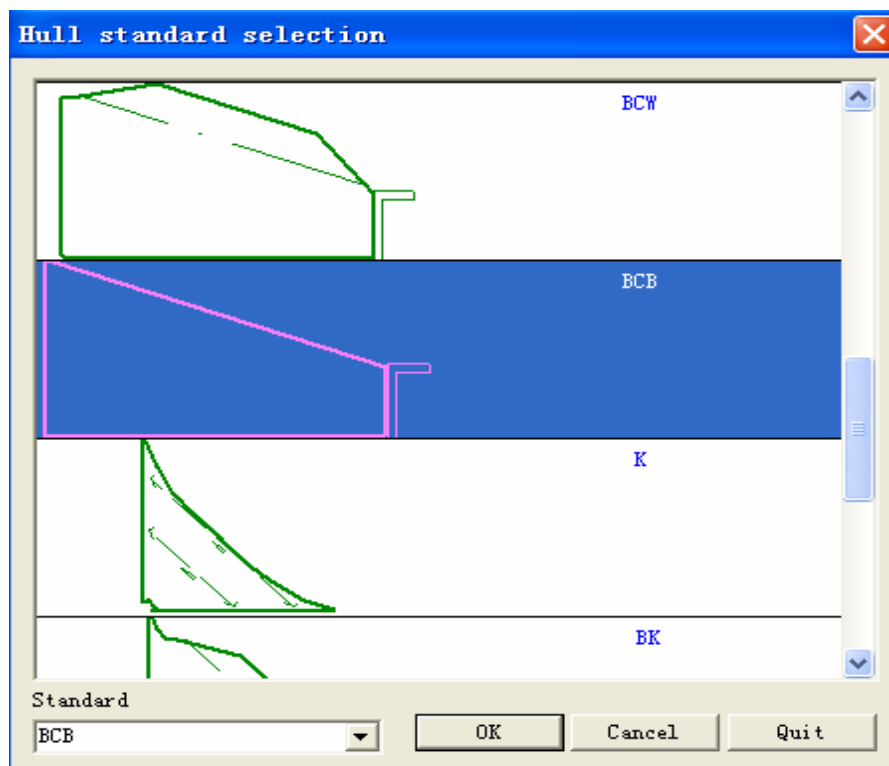 Hull standard selection
BCW
BCB
K
BK
Standard
BCB
OK
Cancel
Quit